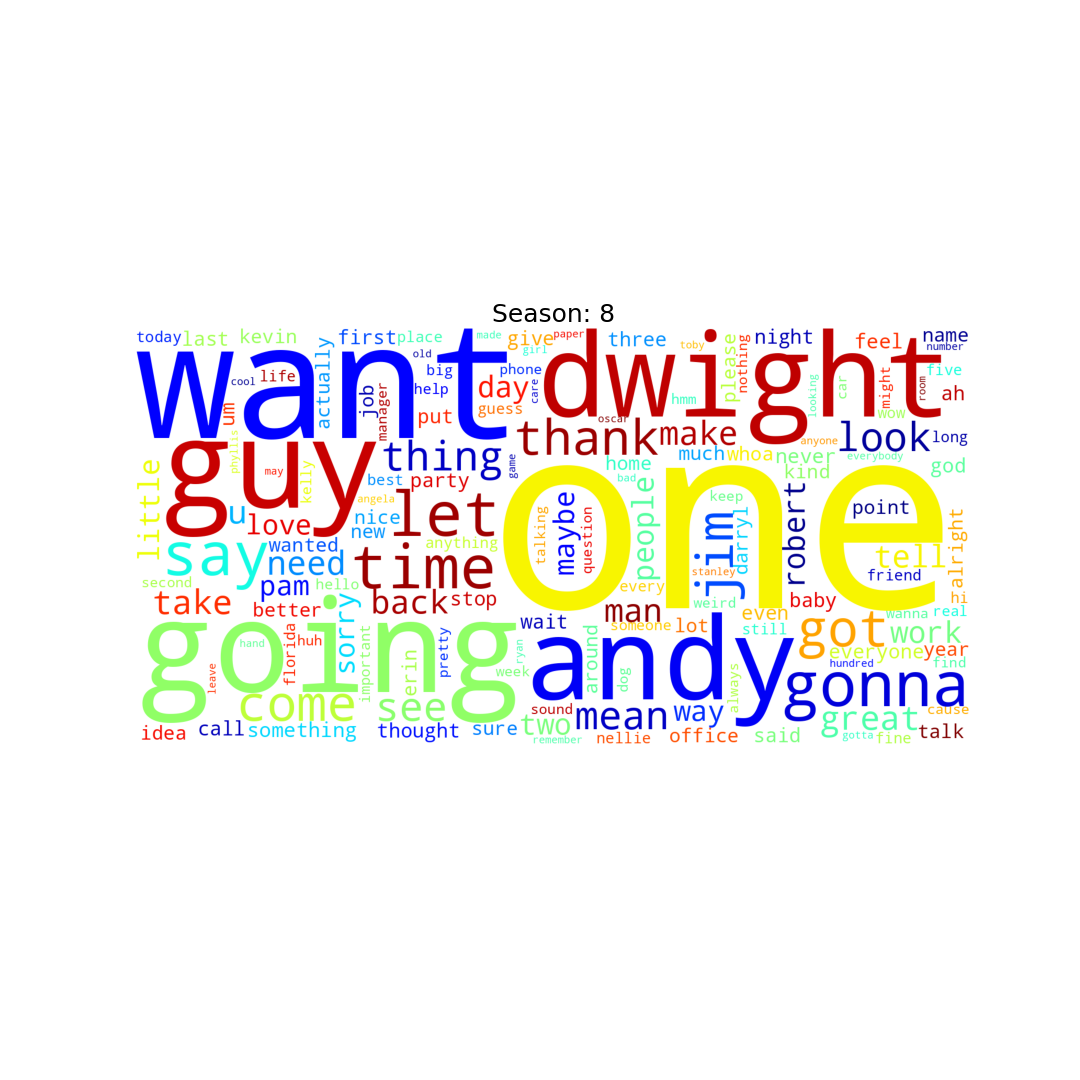 Season: 8
today last kevin first place made give paper three toby night feel name number
want cool life actually old big phone girl dwight please nothing looking car might five
job manager help put day guess care hmm room wow ah
um phyllis guy may kelly thing game thank oscar make anyone look long
best party home bad much whoa never kind everybody god
little u love nice new angela let anything one talking maybe question people keep jim darryl robert point
say wanted need time tell alright
second pam hello stanley friend
take better sorry back stop every weird baby hi
man someone lot even still got wanna real
going hand huh florida leave important erin pretty wait week ryan andy around dog always everyone work year
hundred find gonna
come see sound mean way great cause
idea call something thought sure two remember nellie office said gotta fine talk